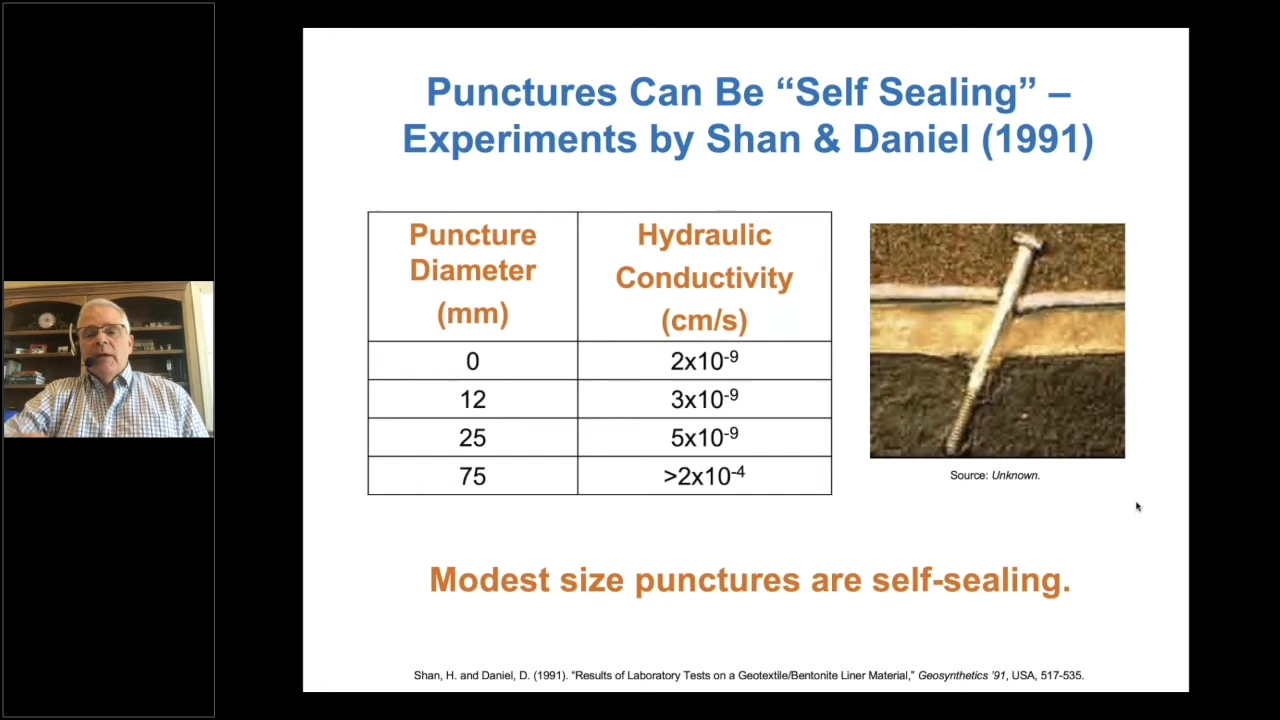 Punctures Can Be “Self Sealing” –
Experiments by Shan & Daniel (1991)
Puncture
Diameter
(mm)
Hydraulic
Conductivity
(cm/s)
0
2x10⁻⁹
12
3x10⁻⁹
25
5x10⁻⁹
75
>2x10⁻⁴
Source: Unknown.
Modest size punctures are self-sealing.
Shan, H. and Daniel, D. (1991). “Results of Laboratory Tests on a Geotextile/Bentonite Liner Material,” Geosynthetics ’91, USA, 517-535.